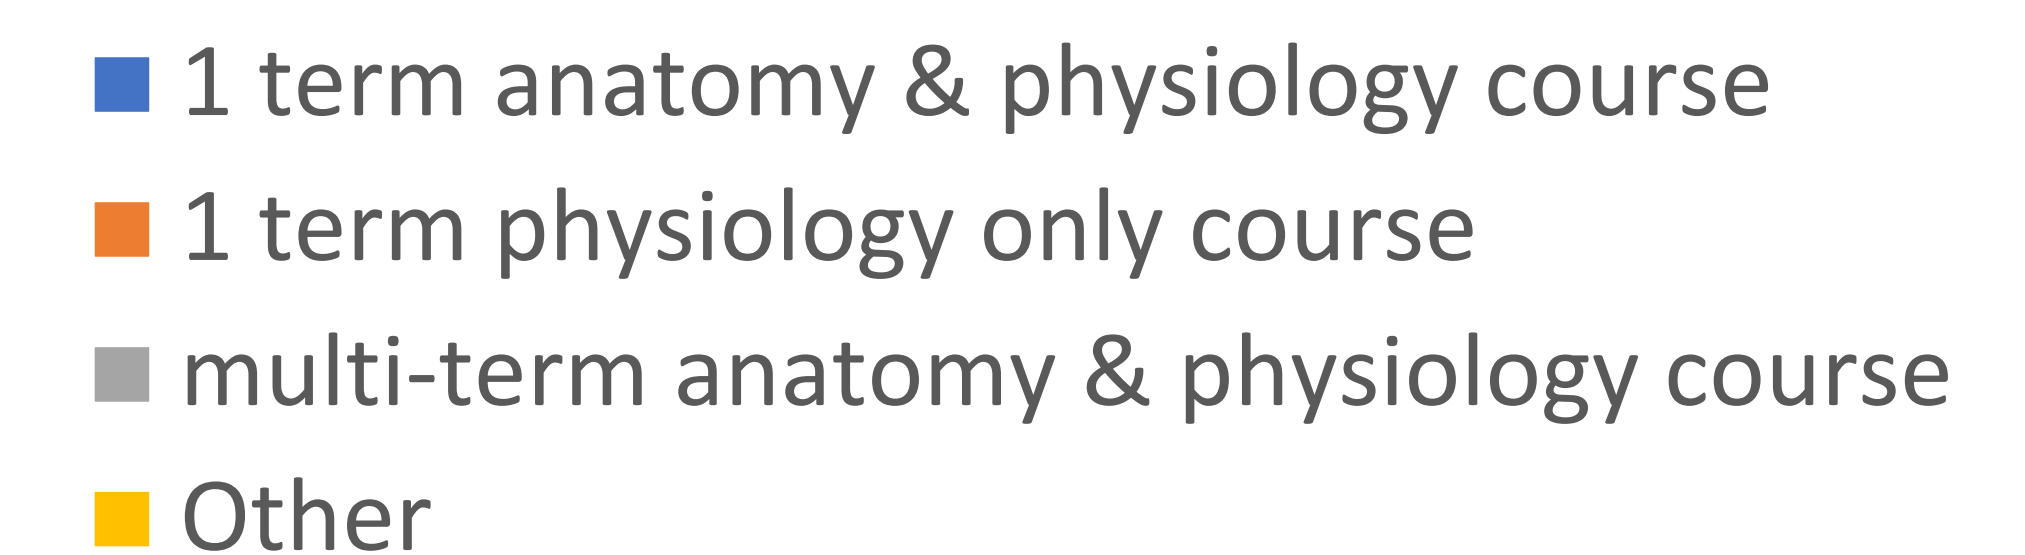 1 term anatomy & physiology course
1 term physiology only course
multi-term anatomy & physiology course
Other